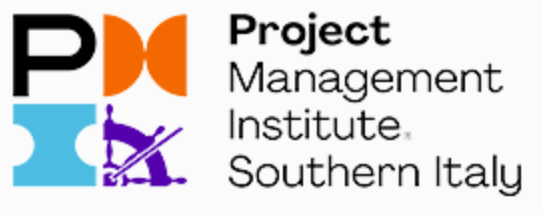 Project
Management
Institute®
Southern Italy